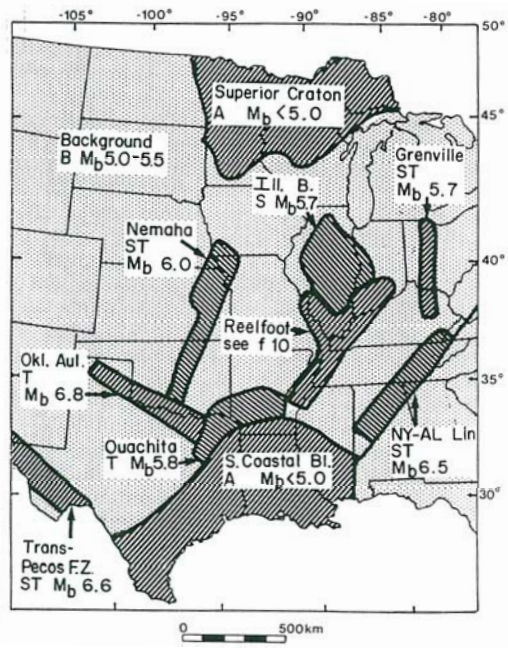 -105° -95° -90° -85° 50°
Superior Craton
A Mb<5.0
45°
Background
B Mb5.0-5.5
Grenville
ST
Mb 5.7
Ill. B.
S Mb5.7
Nemaha
ST
Mb 6.0
40°
Reelfoot
see f 10
Okl. Aul.
T
Mb 6.8
35°
NY-AL Lin
ST
Mb6.5
Ouachita
T Mb5.8
S. Coastal Bl.
A Mb<5.0
30°
Trans-
Pecos F.Z.
ST Mb 6.6
0 500km